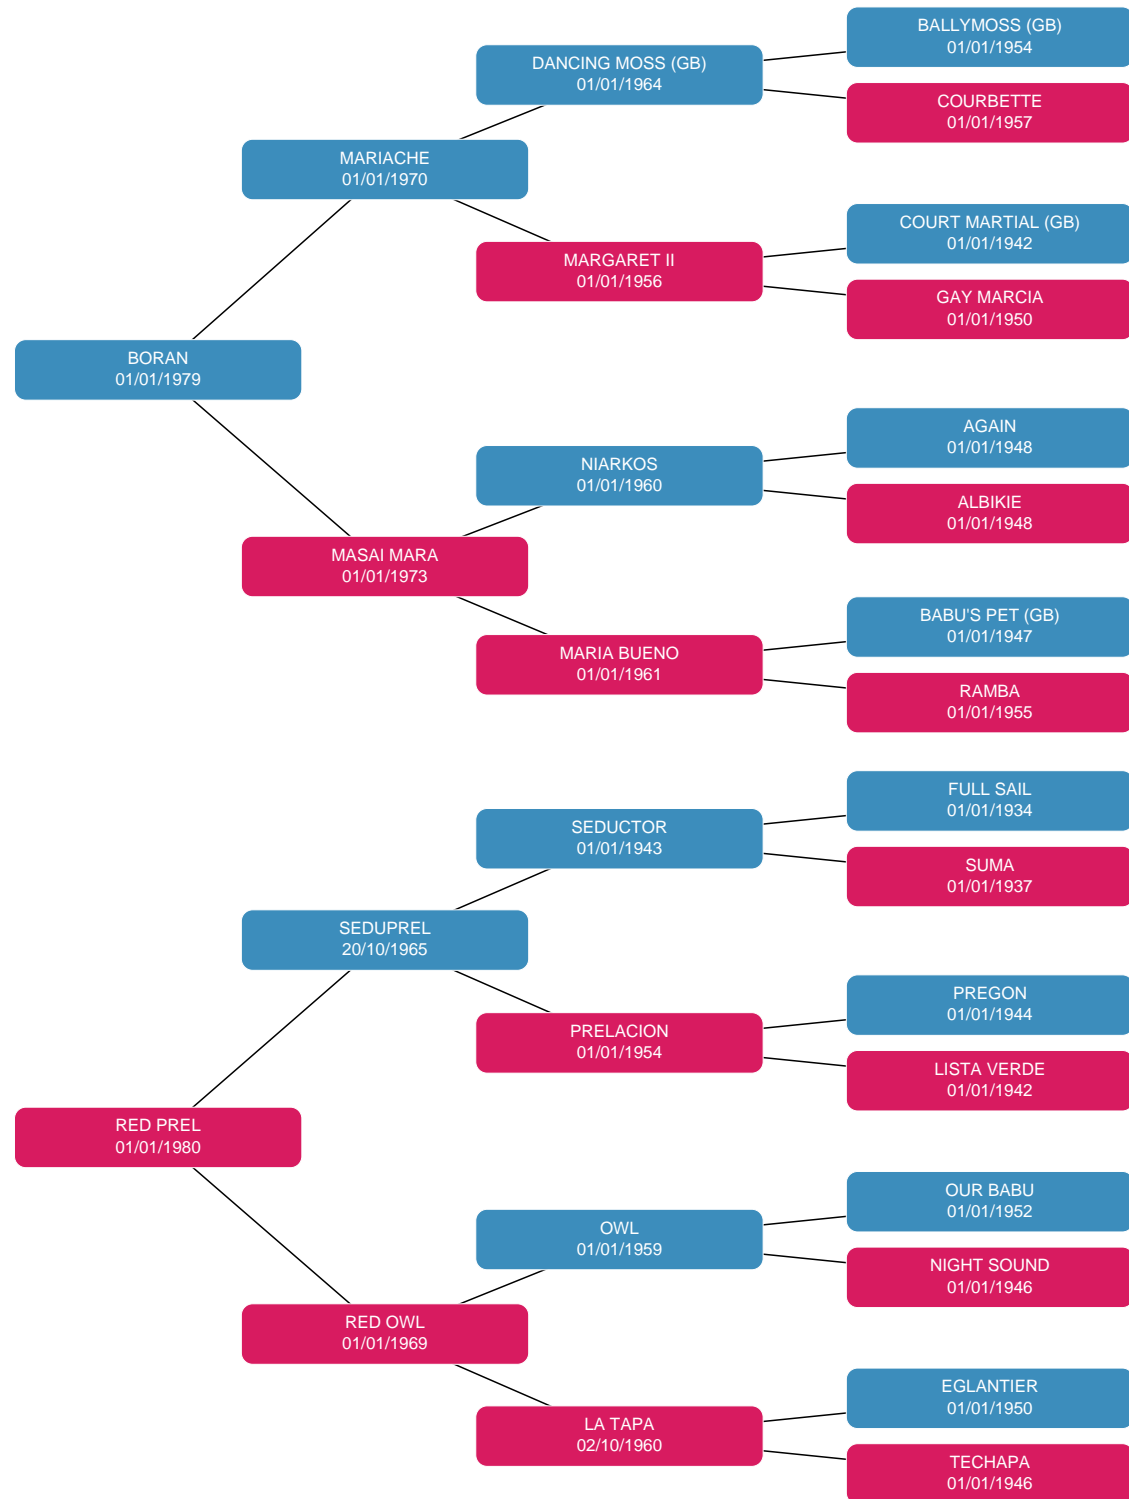 BALLYMOSS (GB)
01/01/1954
DANCING MOSS (GB)
01/01/1964
COURBETTE
01/01/1957
MARIACHE
01/01/1970
COURT MARTIAL (GB)
01/01/1942
MARGARET II
01/01/1956
GAY MARCIA
01/01/1950
BORAN
01/01/1979
AGAIN
01/01/1948
NIARKOS
01/01/1960
ALBIKIE
01/01/1948
MASAI MARA
01/01/1973
BABU'S PET (GB)
01/01/1947
MARIA BUENO
01/01/1961
RAMBA
01/01/1955
FULL SAIL
01/01/1934
SEDUCTOR
01/01/1943
SUMA
01/01/1937
SEDUPREL
20/10/1965
PREGON
01/01/1944
PRELACION
01/01/1954
LISTA VERDE
01/01/1942
RED PREL
01/01/1980
OUR BABU
01/01/1952
OWL
01/01/1959
NIGHT SOUND
01/01/1946
RED OWL
01/01/1969
EGLANTIER
01/01/1950
LA TAPA
02/10/1960
TECHAPA
01/01/1946